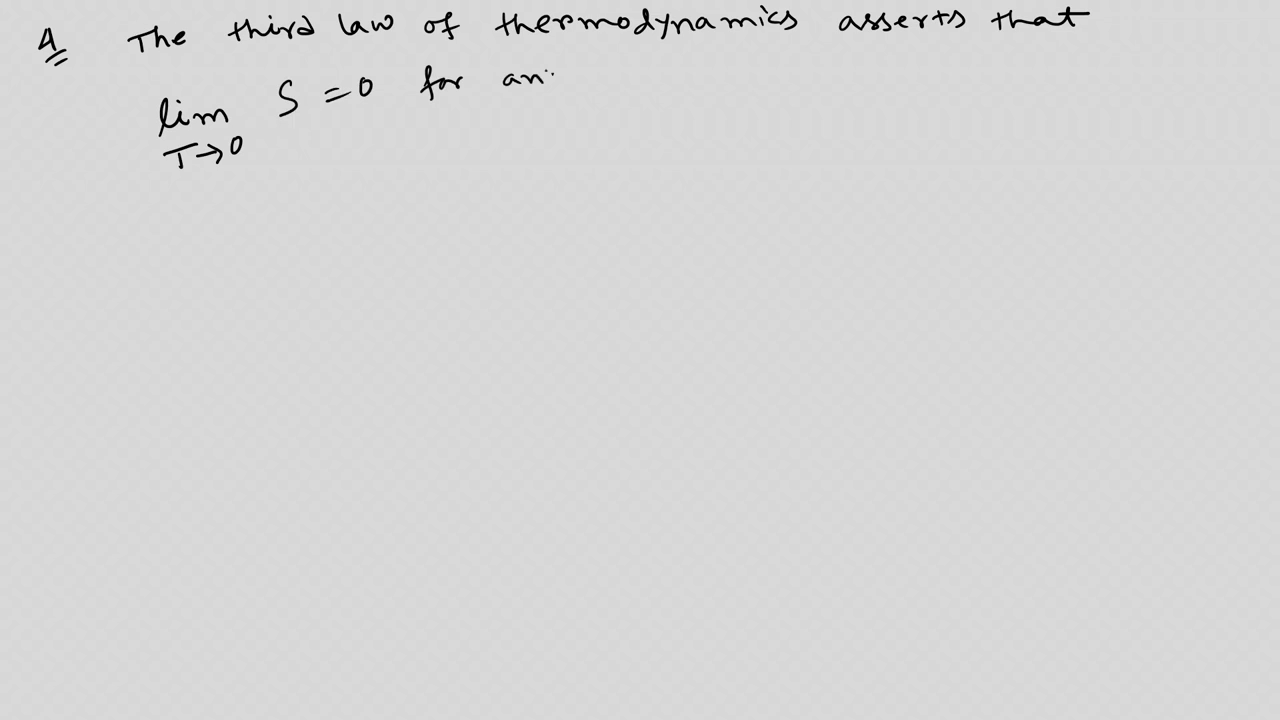 4 The third law of thermodynamics asserts that
lim S = 0 for
T→0